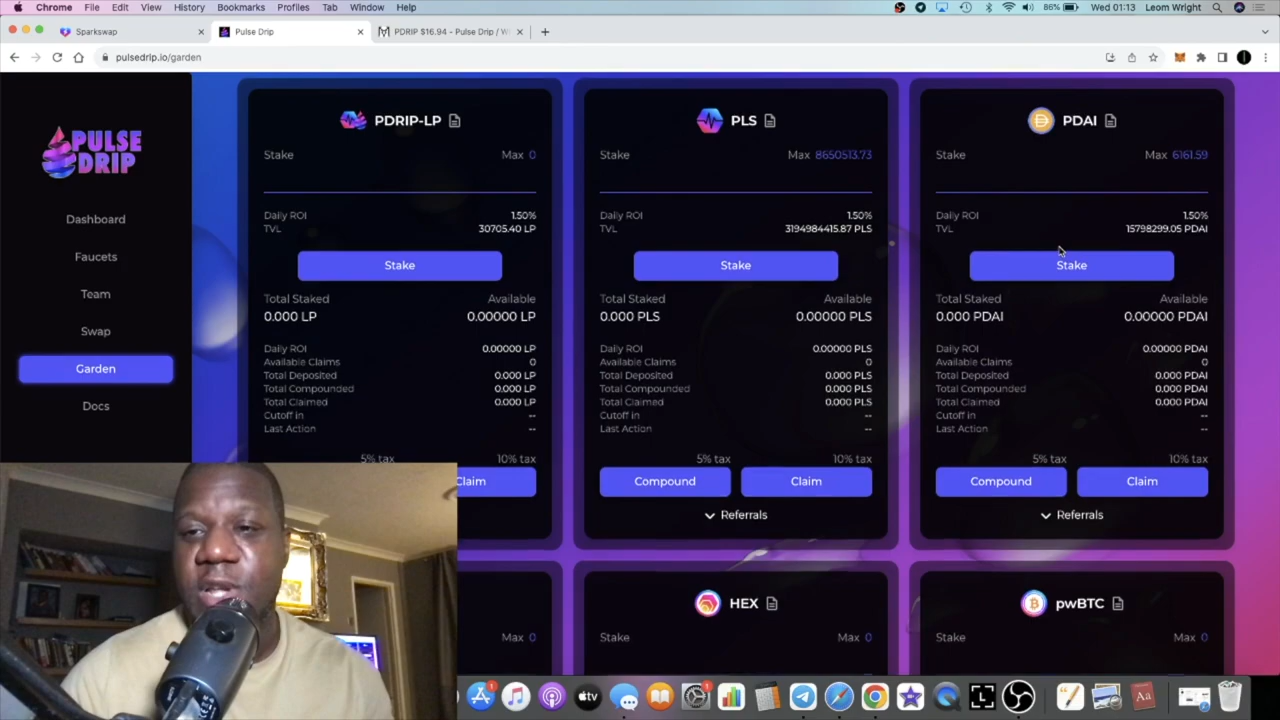 Chrome File Edit View History Bookmarks Profiles Tab Window Help 86% Wed 01:13 Leom Wright
Sparkswap × Pulse Drip × PDRIP $16.94 - Pulse Drip / W × +
pulsedrip.io/garden
PULSE
DRIP
Dashboard
Faucets
Team
Swap
Garden
Docs
PDRIP-LP
Stake Max 0
Daily ROI 1.50%
TVL 30705.40 LP
Stake
Total Staked Available
0.000 LP 0.00000 LP
Daily ROI 0.00000 LP
Available Claims 0
Total Deposited 0.000 LP
Total Compounded 0.000 LP
Total Claimed 0.000 LP
Cutoff in --
Last Action --
5% tax 10% tax
Claim
PLS
Stake Max 8650513.73
Daily ROI 1.50%
TVL 3194984415.87 PLS
Stake
Total Staked Available
0.000 PLS 0.00000 PLS
Daily ROI 0.00000 PLS
Available Claims 0
Total Deposited 0.000 PLS
Total Compounded 0.000 PLS
Total Claimed 0.000 PLS
Cutoff in --
Last Action --
5% tax 10% tax
Compound Claim
Referrals
PDAI
Stake Max 6161.59
Daily ROI 1.50%
TVL 15798299.05 PDAI
Stake
Total Staked Available
0.000 PDAI 0.00000 PDAI
Daily ROI 0.00000 PDAI
Available Claims 0
Total Deposited 0.000 PDAI
Total Compounded 0.000 PDAI
Total Claimed 0.000 PDAI
Cutoff in --
Last Action --
5% tax 10% tax
Compound Claim
Referrals
HEX
Stake Max 0
pwBTC
Stake Max 0
tv
Aa